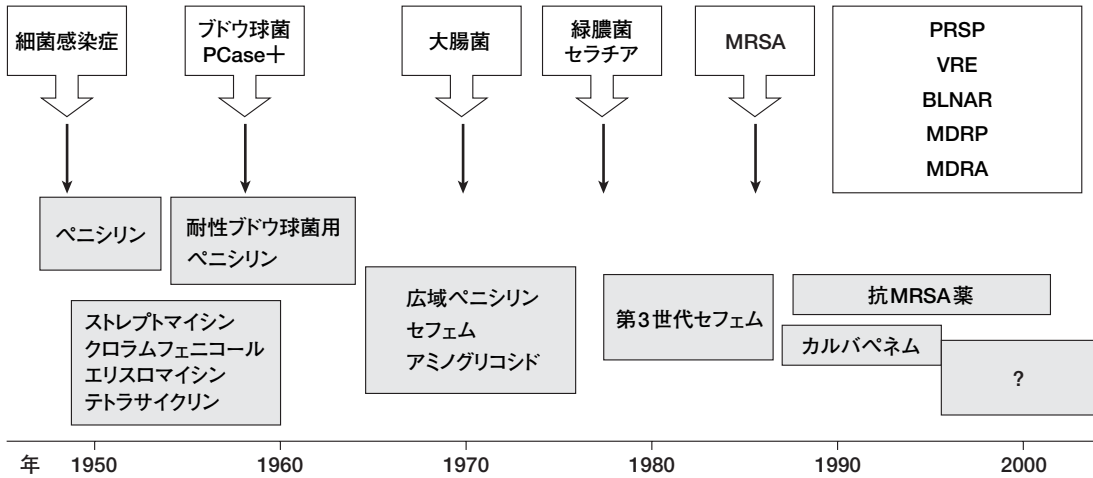 細菌感染症
ブドウ球菌
PCase＋
大腸菌
緑膿菌
セラチア
MRSA
PRSP
VRE
BLNAR
MDRP
MDRA
ペニシリン
耐性ブドウ球菌用
ペニシリン
ストレプトマイシン
クロラムフェニコール
エリスロマイシン
テトラサイクリン
広域ペニシリン
セフェム
アミノグリコシド
第3世代セフェム
抗MRSA薬
カルバペネム
?
年 1950 1960 1970 1980 1990 2000